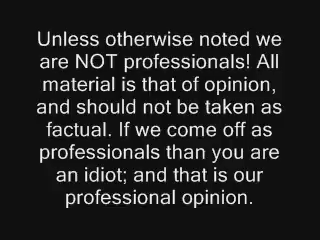 Unless otherwise noted we
are NOT professionals! All
material is that of opinion,
and should not be taken as
factual. If we come off as
professionals than you are
an idiot; and that is our
professional opinion.